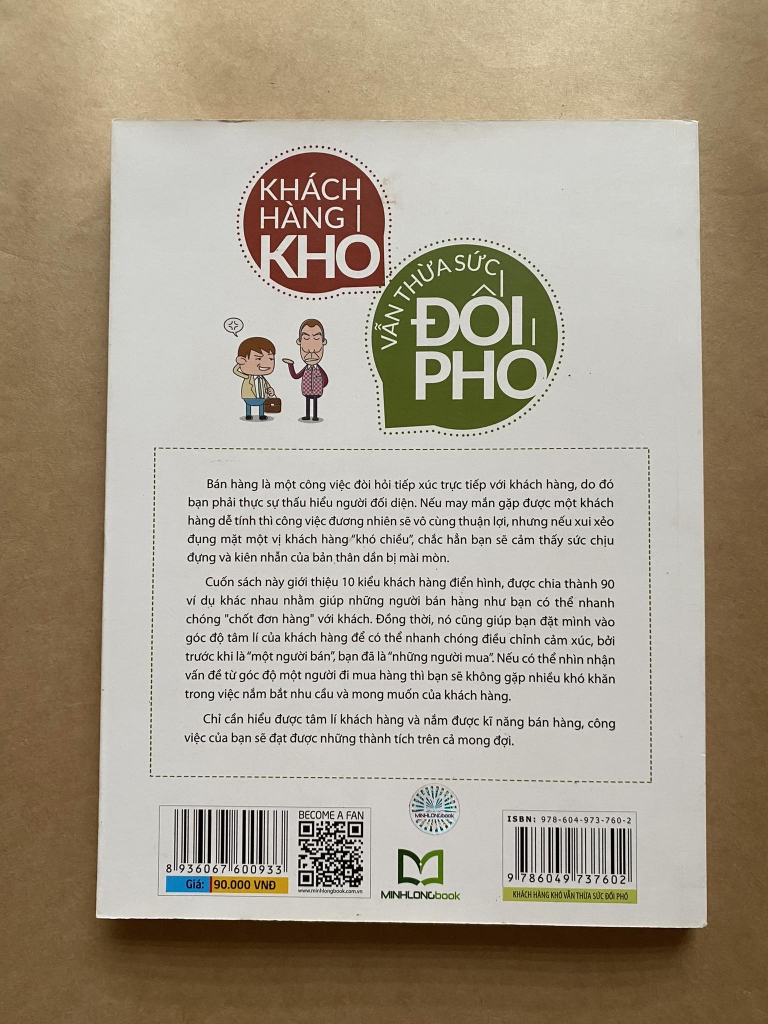 KHÁCH
HÀNG
KHÓ
VẪN THỪA SỨC
ĐỐI
PHÓ
Bán hàng là một công việc đòi hỏi tiếp xúc trực tiếp với khách hàng, do đó
bạn phải thực sự thấu hiểu người đối diện. Nếu may mắn gặp được một khách
hàng dễ tính thì công việc đương nhiên sẽ vô cùng thuận lợi, nhưng nếu xui xẻo
đụng mặt một vị khách hàng "khó chiều", chắc hẳn bạn sẽ cảm thấy sức chịu
đựng và kiên nhẫn của bản thân dần bị mài mòn.
Cuốn sách này giới thiệu 10 kiểu khách hàng điển hình, được chia thành 90
ví dụ khác nhau nhằm giúp những người bán hàng như bạn có thể nhanh
chóng "chốt đơn hàng" với khách. Đồng thời, nó cũng giúp bạn đặt mình vào
góc độ tâm lí của khách hàng để có thể nhanh chóng điều chỉnh cảm xúc, bởi
trước khi là "một người bán", bạn đã là "những người mua". Nếu có thể nhìn nhận
vấn đề từ góc độ một người đi mua hàng thì bạn sẽ không gặp nhiều khó khăn
trong việc nắm bắt nhu cầu và mong muốn của khách hàng.
Chỉ cần hiểu được tâm lí khách hàng và nắm được kĩ năng bán hàng, công
việc của bạn sẽ đạt được những thành tích trên cả mong đợi.
8 936067 600933
Giá: 90.000 VNĐ
BECOME A FAN
www.minhlongbook.com.vn
MINHLONGbook
MINHLONGbook
ISBN: 978-604-973-760-2
9 786049 737602
KHÁCH HÀNG KHÓ VẪN THỪA SỨC ĐỐI PHÓ